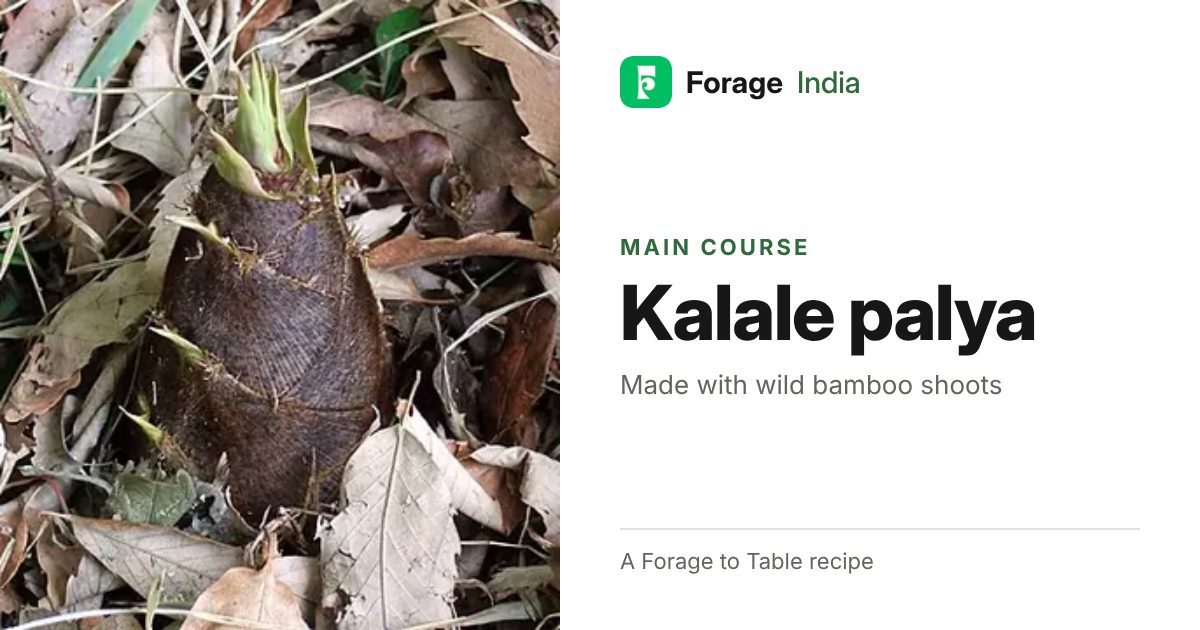 Forage India
MAIN COURSE
Kalale palya
Made with wild bamboo shoots
A Forage to Table recipe